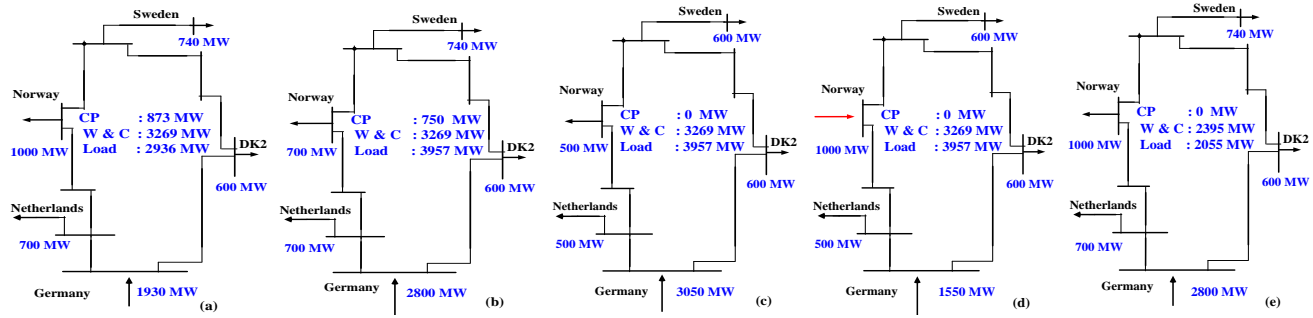 Sweden
740 MW
Norway
CP : 873 MW
W & C : 3269 MW
Load : 2936 MW
1000 MW
DK2
600 MW
Netherlands
700 MW
Germany
1930 MW
(a)
Sweden
740 MW
Norway
CP : 750 MW
W & C : 3269 MW
Load : 3957 MW
700 MW
DK2
600 MW
Netherlands
700 MW
Germany
2800 MW
(b)
Sweden
600 MW
Norway
CP : 0 MW
W & C : 3269 MW
Load : 3957 MW
500 MW
DK2
600 MW
Netherlands
500 MW
Germany
3050 MW
(c)
Sweden
600 MW
Norway
CP : 0 MW
W & C : 3269 MW
Load : 3957 MW
1000 MW
DK2
600 MW
Netherlands
500 MW
Germany
1550 MW
(d)
Sweden
740 MW
Norway
CP : 0 MW
W & C : 2395 MW
Load : 2055 MW
1000 MW
DK2
600 MW
Netherlands
700 MW
Germany
2800 MW
(e)